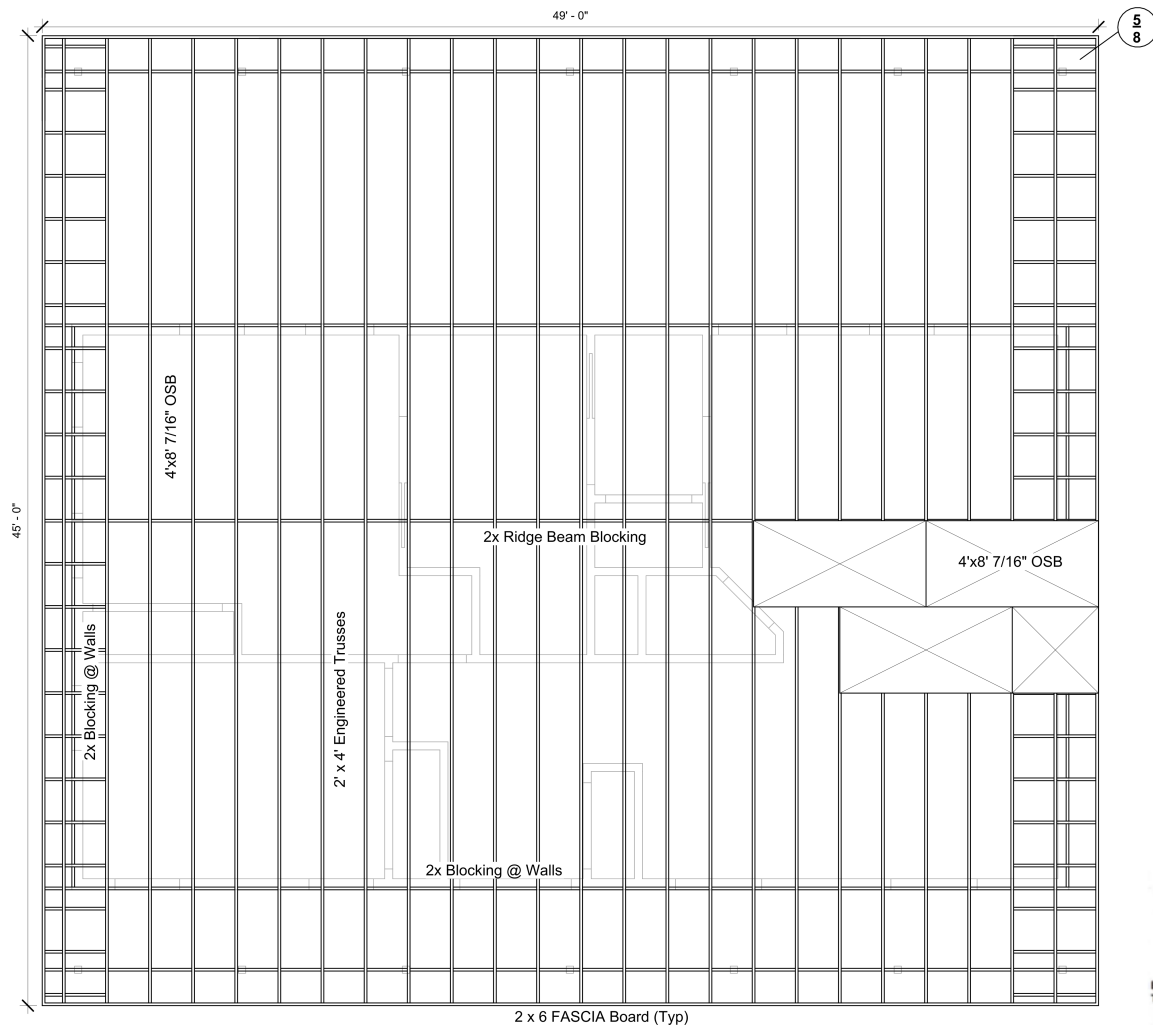 49' - 0"
5
8
4'x8' 7/16" OSB
45' - 0"
2x Ridge Beam Blocking
4'x8' 7/16" OSB
2x Blocking @ Walls
2' x 4' Engineered Trusses
2x Blocking @ Walls
2 x 6 FASCIA Board (Typ)